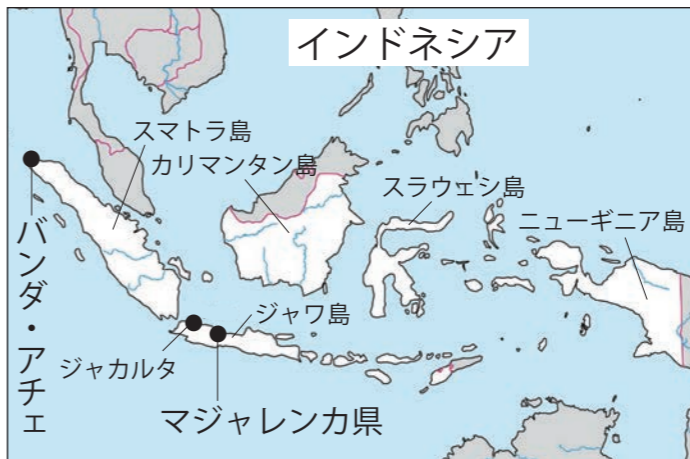 インドネシア
スマトラ島
カリマンタン島
スラウェシ島
ニューギニア島
バンダ・アチェ
ジャワ島
ジャカルタ
マジャレンカ県